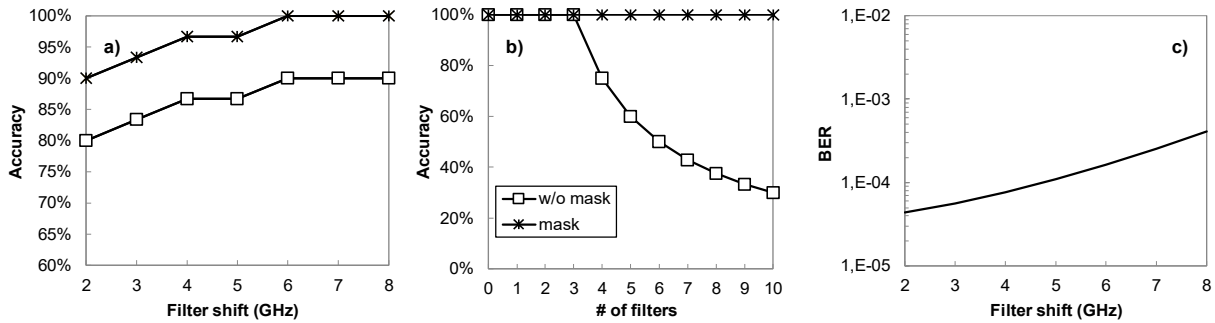 a)
100%
95%
90%
85%
80%
75%
70%
65%
60%
Accuracy
2 3 4 5 6 7 8
Filter shift (GHz)
b)
100%
80%
60%
40%
20%
0%
Accuracy
w/o mask
mask
0 1 2 3 4 5 6 7 8 9 10
# of filters
c)
1,E-02
1,E-03
1,E-04
1,E-05
BER
2 3 4 5 6 7 8
Filter shift (GHz)